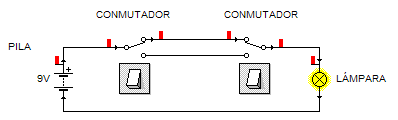 CONMUTADOR CONMUTADOR
PILA
9V
+
LÁMPARA